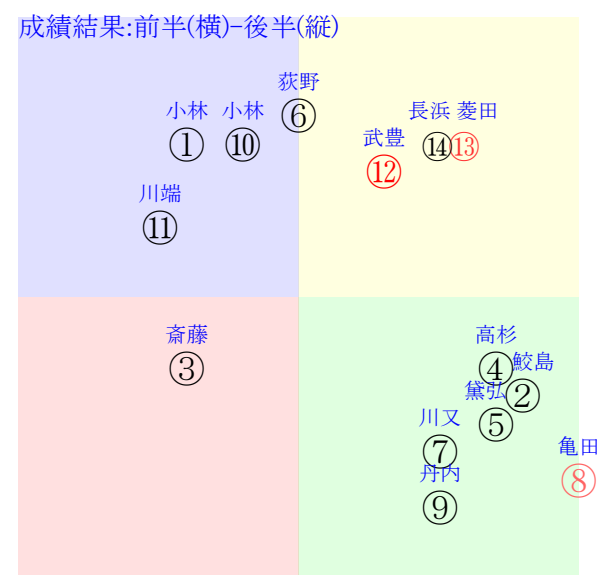 成績結果:前半(横)-後半(縦)
荻野
⑥
小林 小林 長浜 菱田
① ⑩ ⑭ ⑬
武豊
⑫
川端
⑪
斎藤 高杉
③ ④
鮫島
②
黛弘
⑤
川又
⑦
亀田
⑧
丹内
⑨